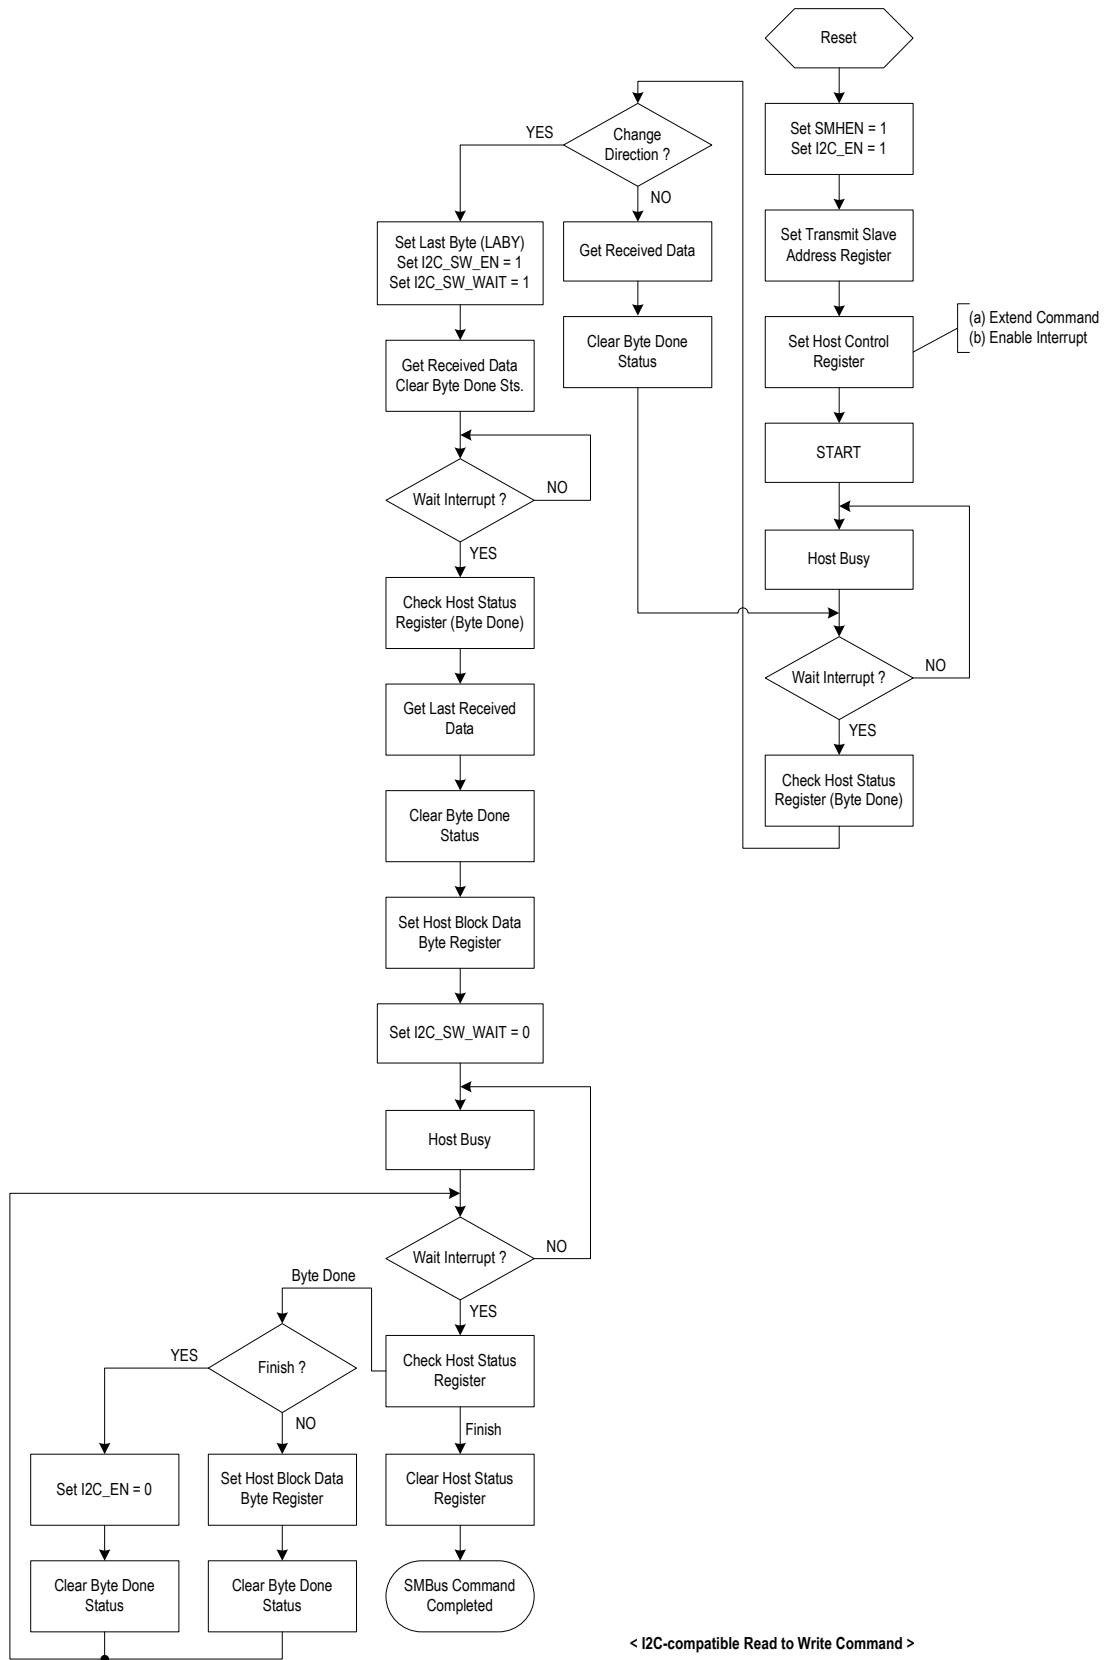 Reset
Set SMHEN = 1
Set I2C_EN = 1
Set Transmit Slave
Address Register
Set Host Control
Register
(a) Extend Command
(b) Enable Interrupt
START
Host Busy
Wait Interrupt ?
NO
YES
Check Host Status
Register (Byte Done)
Change
Direction ?
YES
NO
Get Received Data
Clear Byte Done
Status
Set Last Byte (LABY)
Set I2C_SW_EN = 1
Set I2C_SW_WAIT = 1
Get Received Data
Clear Byte Done Sts.
Wait Interrupt ?
NO
YES
Check Host Status
Register (Byte Done)
Get Last Received
Data
Clear Byte Done
Status
Set Host Block Data
Byte Register
Set I2C_SW_WAIT = 0
Host Busy
Wait Interrupt ?
NO
YES
Check Host Status
Register
Byte Done
Finish ?
YES
NO
Set I2C_EN = 0
Clear Byte Done
Status
Set Host Block Data
Byte Register
Clear Byte Done
Status
Finish
Clear Host Status
Register
SMBus Command
Completed
< I2C-compatible Read to Write Command >